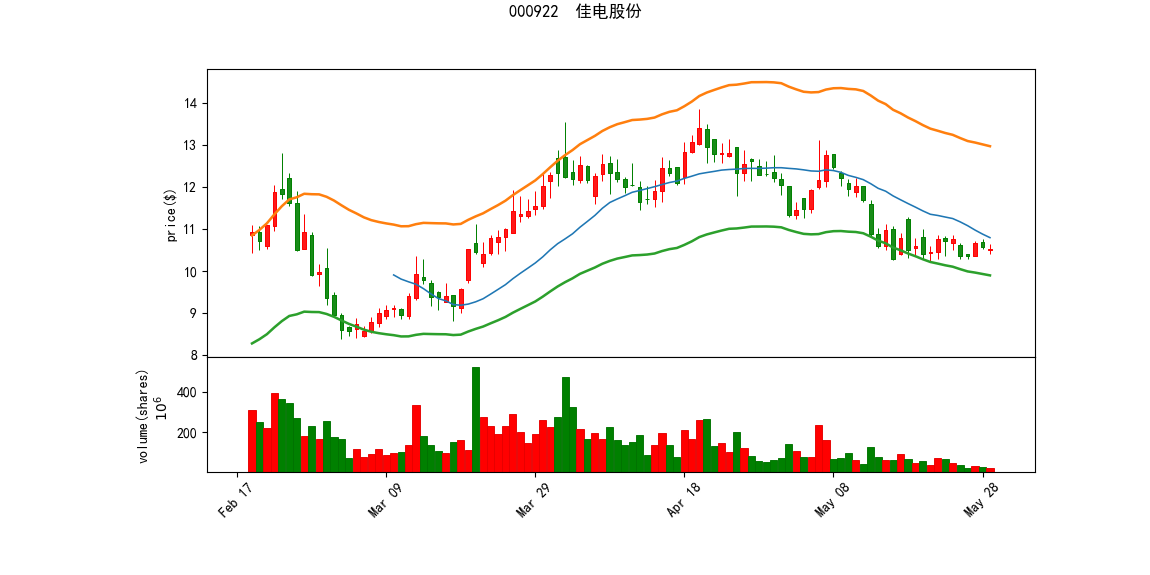 000922 佳电股份
price($)
14
13
12
11
10
9
8
volume(shares)
10^6
400
200
Feb 17
Mar 09
Mar 29
Apr 18
May 08
May 28